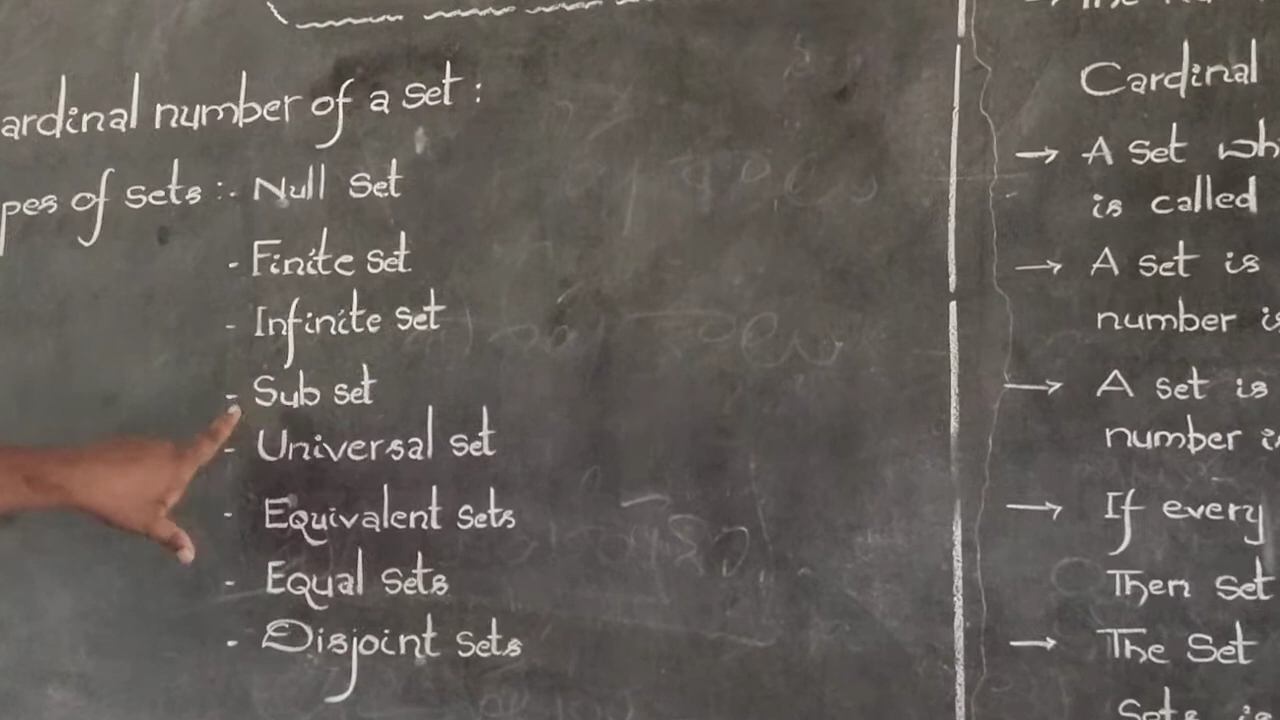 ardinal number of a set :
pes of sets :- Null Set
- Finite set
- Infinite set
- Sub set
- Universal set
- Equivalent sets
- Equal sets
- Disjoint sets
Cardinal
→ A Set wh
is called
→ A set is
number is
→ A set is
number is
→ If every
Then Set
→ The Set